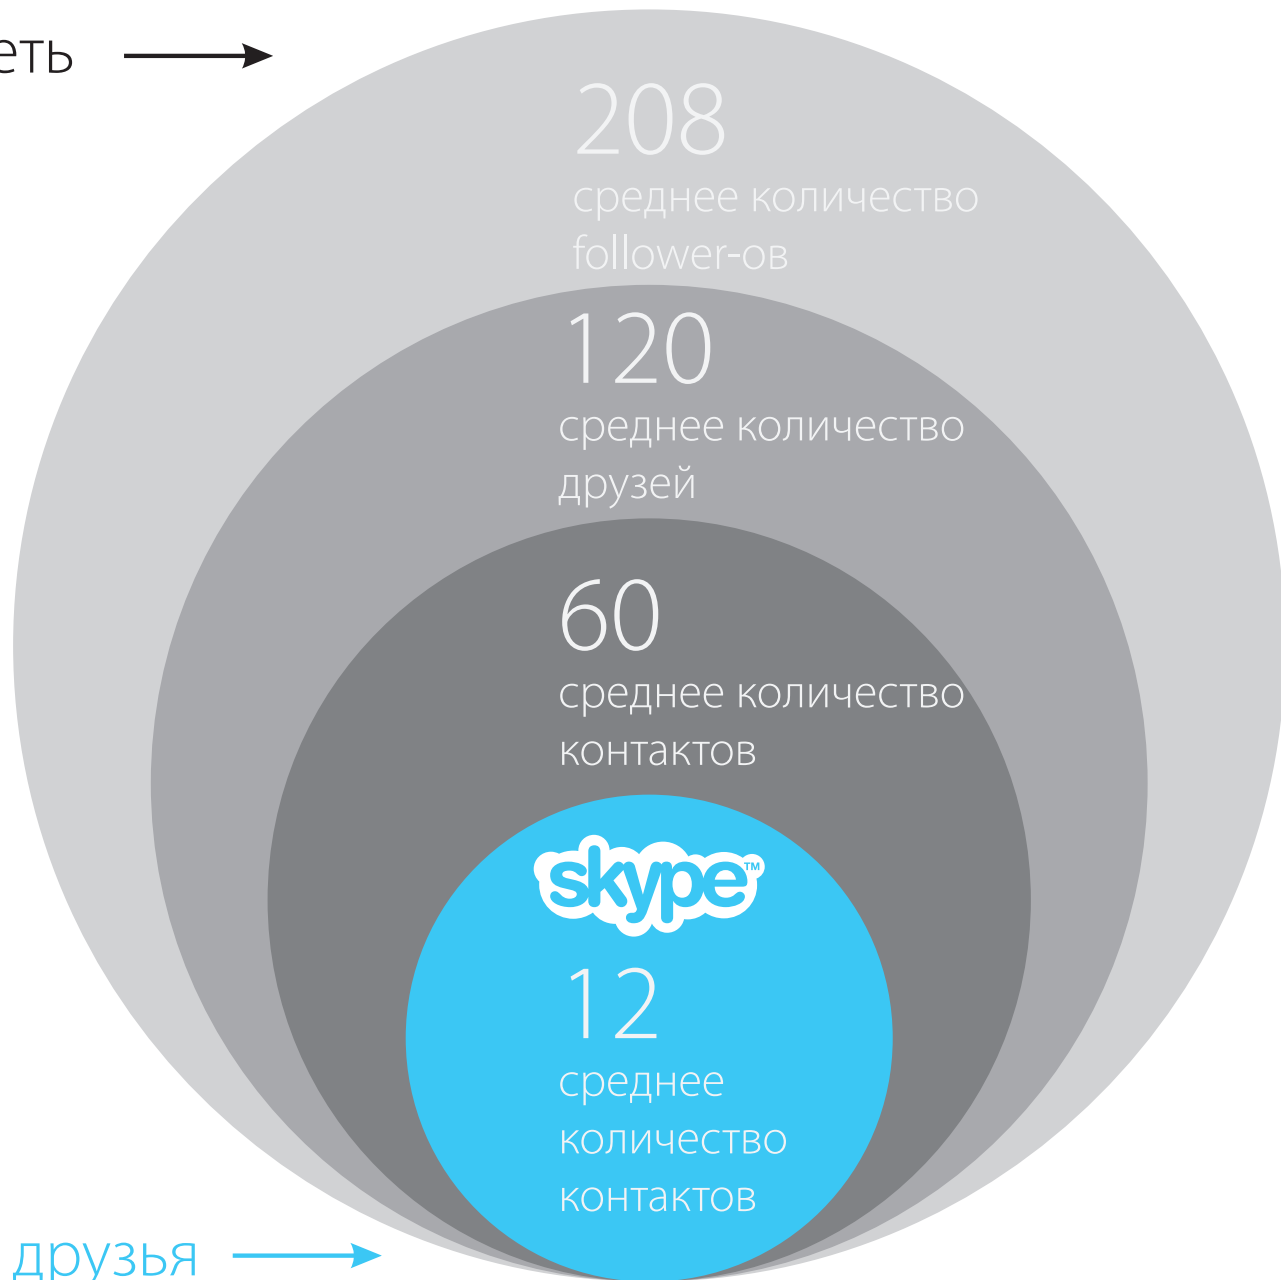 еть
208
среднее количество
follower-ов
120
среднее количество
друзей
60
среднее количество
контактов
skype™
12
среднее
количество
контактов
друзья